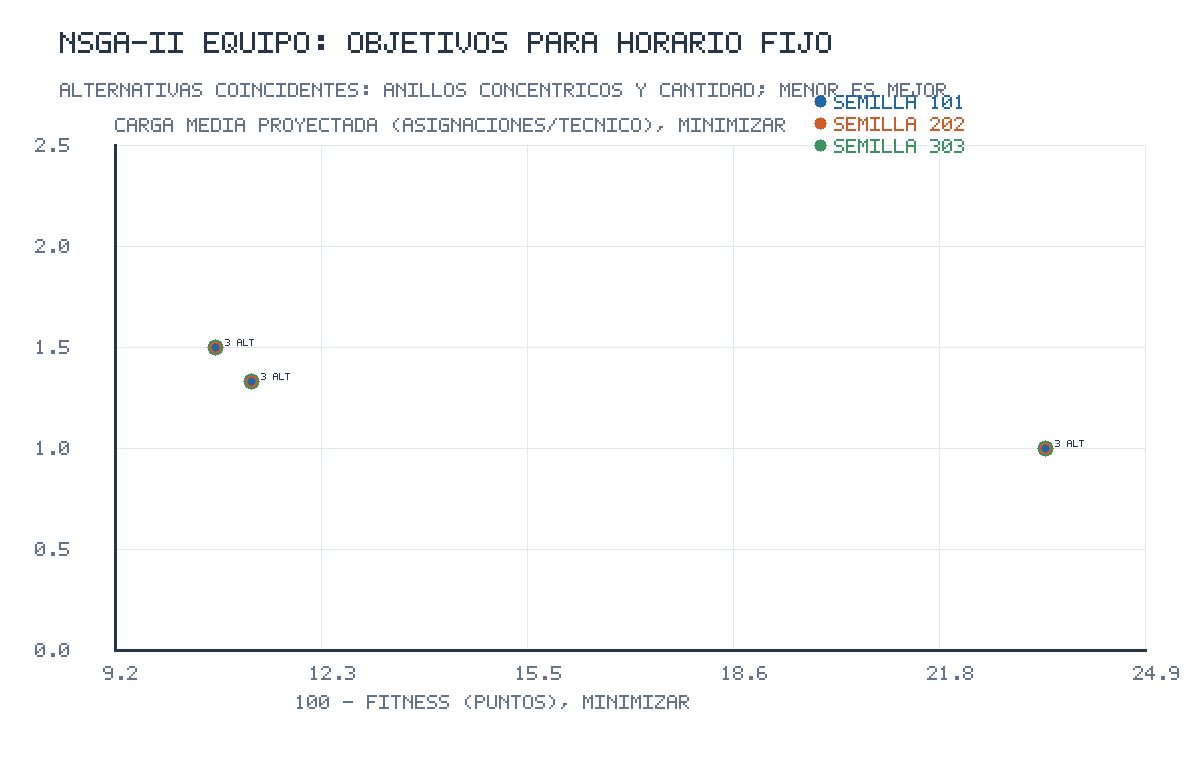 NSGA-II EQUIPO: OBJETIVOS PARA HORARIO FIJO
ALTERNATIVAS COINCIDENTES: ANILLOS CONCENTRICOS Y CANTIDAD; MENOR ES MEJOR
SEMILLA 101
CARGA MEDIA PROYECTADA (ASIGNACIONES/TECNICO), MINIMIZAR
SEMILLA 202
SEMILLA 303
2.5
2.0
1.5
3 ALT
3 ALT
1.0
3 ALT
0.5
0.0
9.2 12.3 15.5 18.6 21.8 24.9
100 - FITNESS (PUNTOS), MINIMIZAR